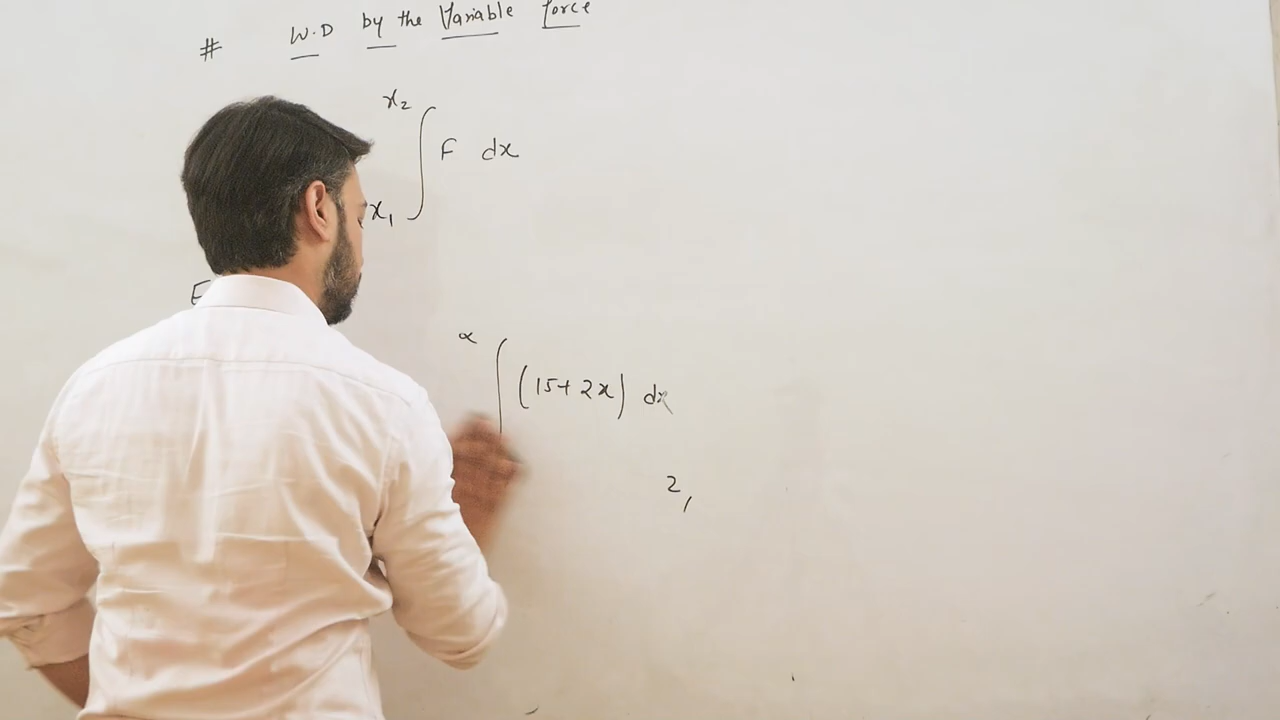 # W.D by the Variable force
x₂
∫ F dx
x₁
E
α
∫ (15+2x) dx
2,